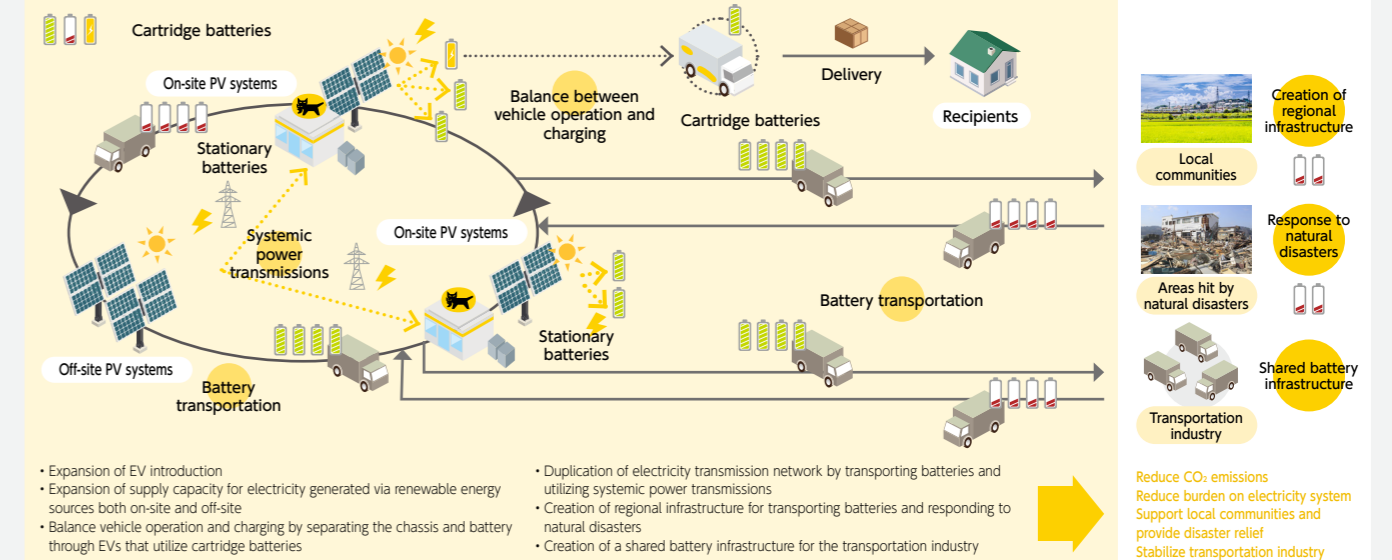 Cartridge batteries
On-site PV systems
Stationary
batteries
Balance between
vehicle operation and
charging
Cartridge batteries
Delivery
Recipients
Systemic
power
transmissions
On-site PV systems
Stationary
batteries
Off-site PV systems
Battery
transportation
Battery transportation
Local
communities
Creation of
regional
infrastructure
Areas hit by
natural disasters
Response to
natural
disasters
Transportation
industry
Shared battery
infrastructure
• Expansion of EV introduction
• Expansion of supply capacity for electricity generated via renewable energy
sources both on-site and off-site
• Balance vehicle operation and charging by separating the chassis and battery
through EVs that utilize cartridge batteries
• Duplication of electricity transmission network by transporting batteries and
utilizing systemic power transmissions
• Creation of regional infrastructure for transporting batteries and responding to
natural disasters
• Creation of a shared battery infrastructure for the transportation industry
Reduce CO₂ emissions
Reduce burden on electricity system
Support local communities and
provide disaster relief
Stabilize transportation industry